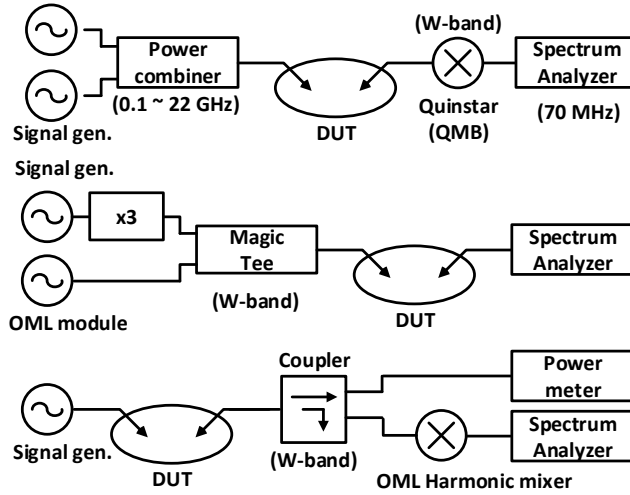 (W-band)
Power
combiner
Spectrum
Analyzer
(0.1 ~ 22 GHz)
Quinstar
(QMB)
(70 MHz)
DUT
Signal gen.
Signal gen.
x3
Magic
Tee
Spectrum
Analyzer
(W-band)
DUT
OML module
Coupler
Power
meter
Spectrum
Analyzer
Signal gen.
(W-band)
DUT
OML Harmonic mixer